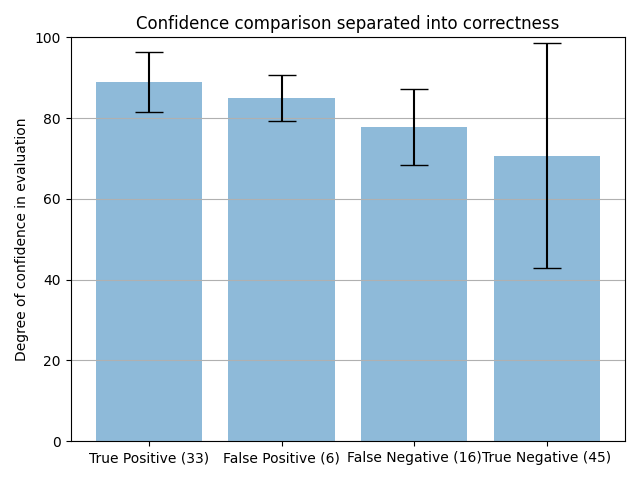 Confidence comparison separated into correctness
Degree of confidence in evaluation
100
80
60
40
20
0
True Positive (33)
False Positive (6)
False Negative (16)
True Negative (45)